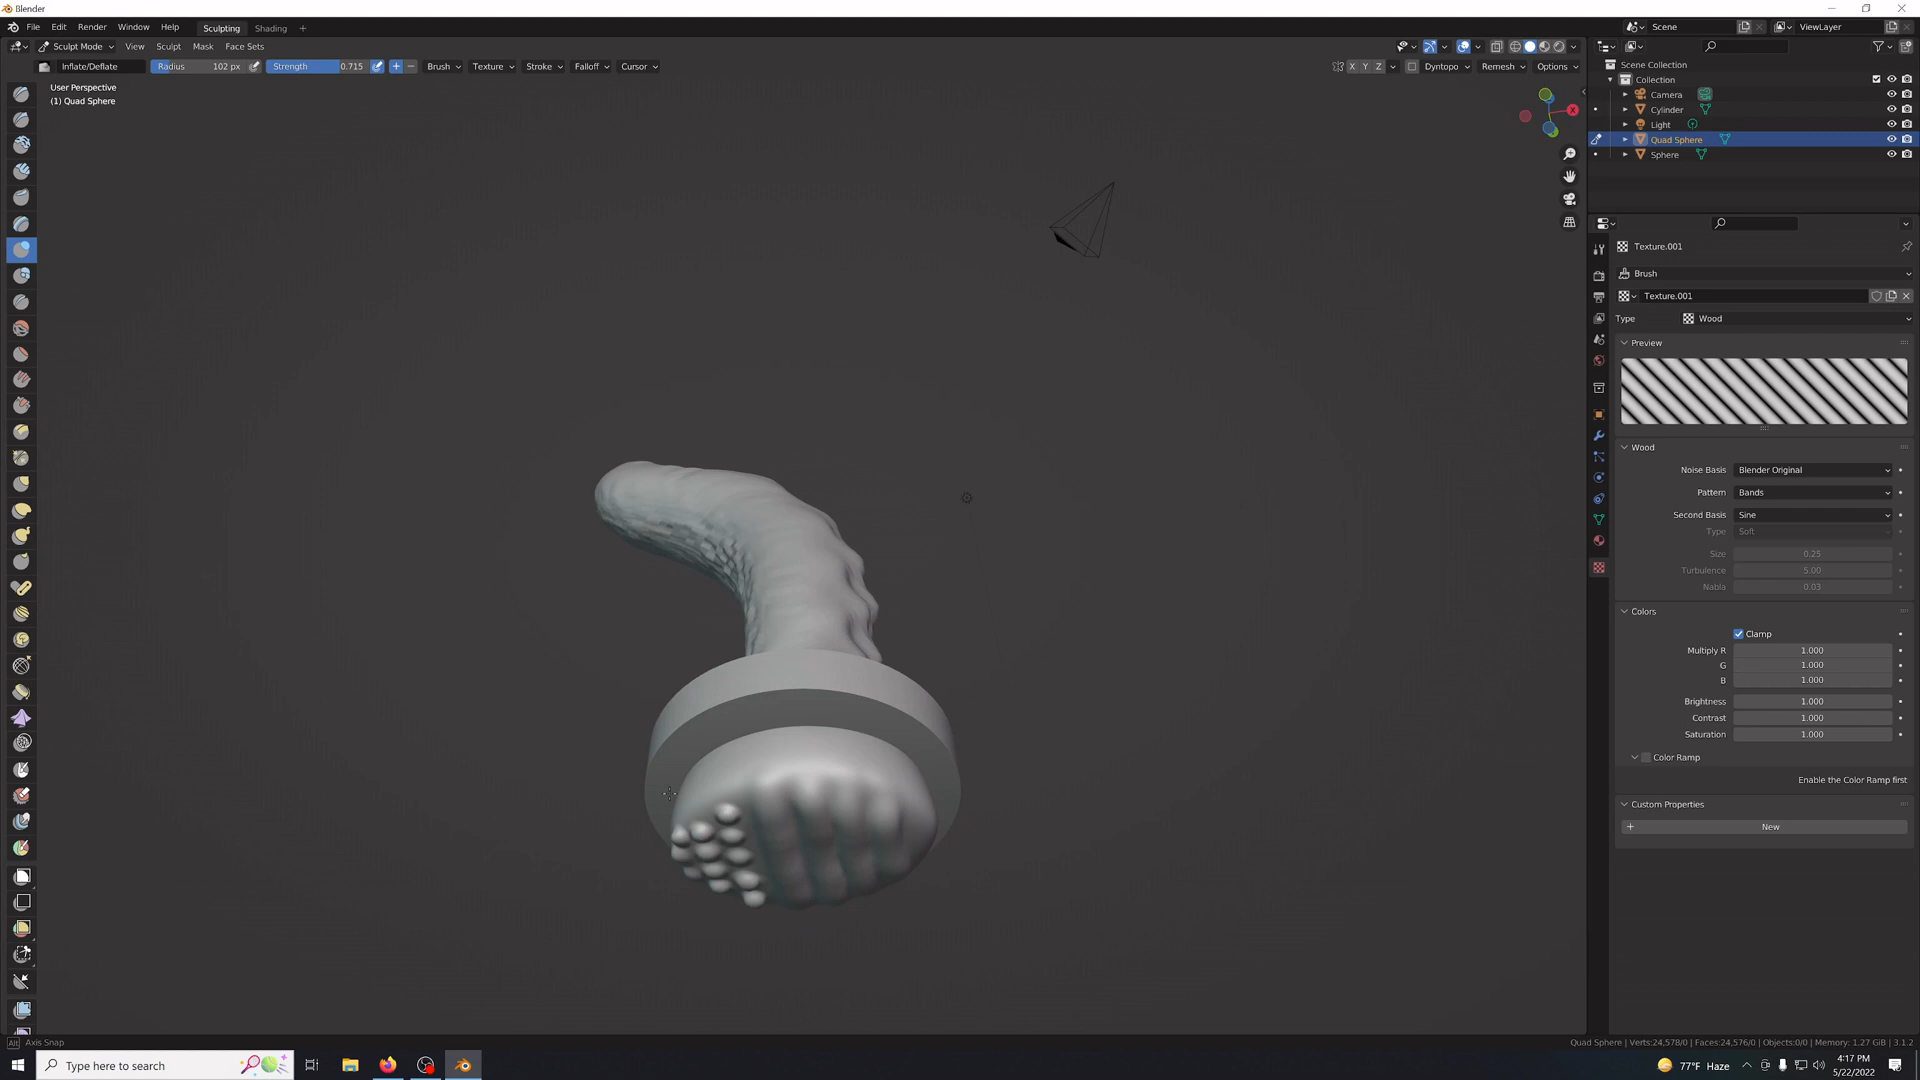 Blender
File Edit Render Window Help Sculpting Shading Scene ViewLayer
Sculpt Mode View Sculpt Mask Face Sets
Inflate/Deflate Radius 102 px Strength 0.715 + − Brush Texture Stroke Falloff Cursor X Y Z Dyntopo Remesh Options
User Perspective
(1) Quad Sphere
X
Scene Collection
Collection
Camera
Cylinder
Light
Quad Sphere
Sphere
Texture.001
Brush
Texture.001
Type Wood
Preview
Wood
Noise Basis Blender Original
Pattern Bands
Second Basis Sine
Type Soft
Size 0.25
Turbulence 5.00
Nabla 0.03
Colors
Clamp
Multiply R 1.000
G 1.000
B 1.000
Brightness 1.000
Contrast 1.000
Saturation 1.000
Color Ramp
Enable the Color Ramp first
Custom Properties
+ New
Alt Axis Snap
Quad Sphere | Verts:24,578/0 | Faces:24,576/0 | Objects:0/0 | Memory: 1.27 GiB | 3.1.2
Type here to search
77°F Haze
4:17 PM
5/22/2022